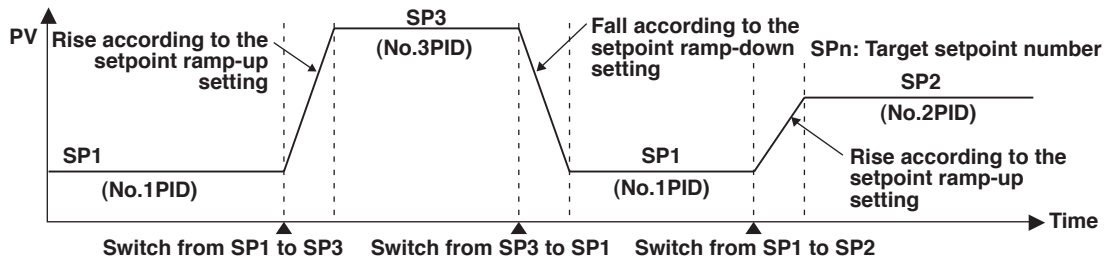 PV
Rise according to the
setpoint ramp-up
setting
SP3
(No.3PID)
Fall according to the
setpoint ramp-down
setting
SPn: Target setpoint number
SP2
(No.2PID)
SP1
(No.1PID)
SP1
(No.1PID)
Rise according to the
setpoint ramp-up
setting
Time
Switch from SP1 to SP3
Switch from SP3 to SP1
Switch from SP1 to SP2